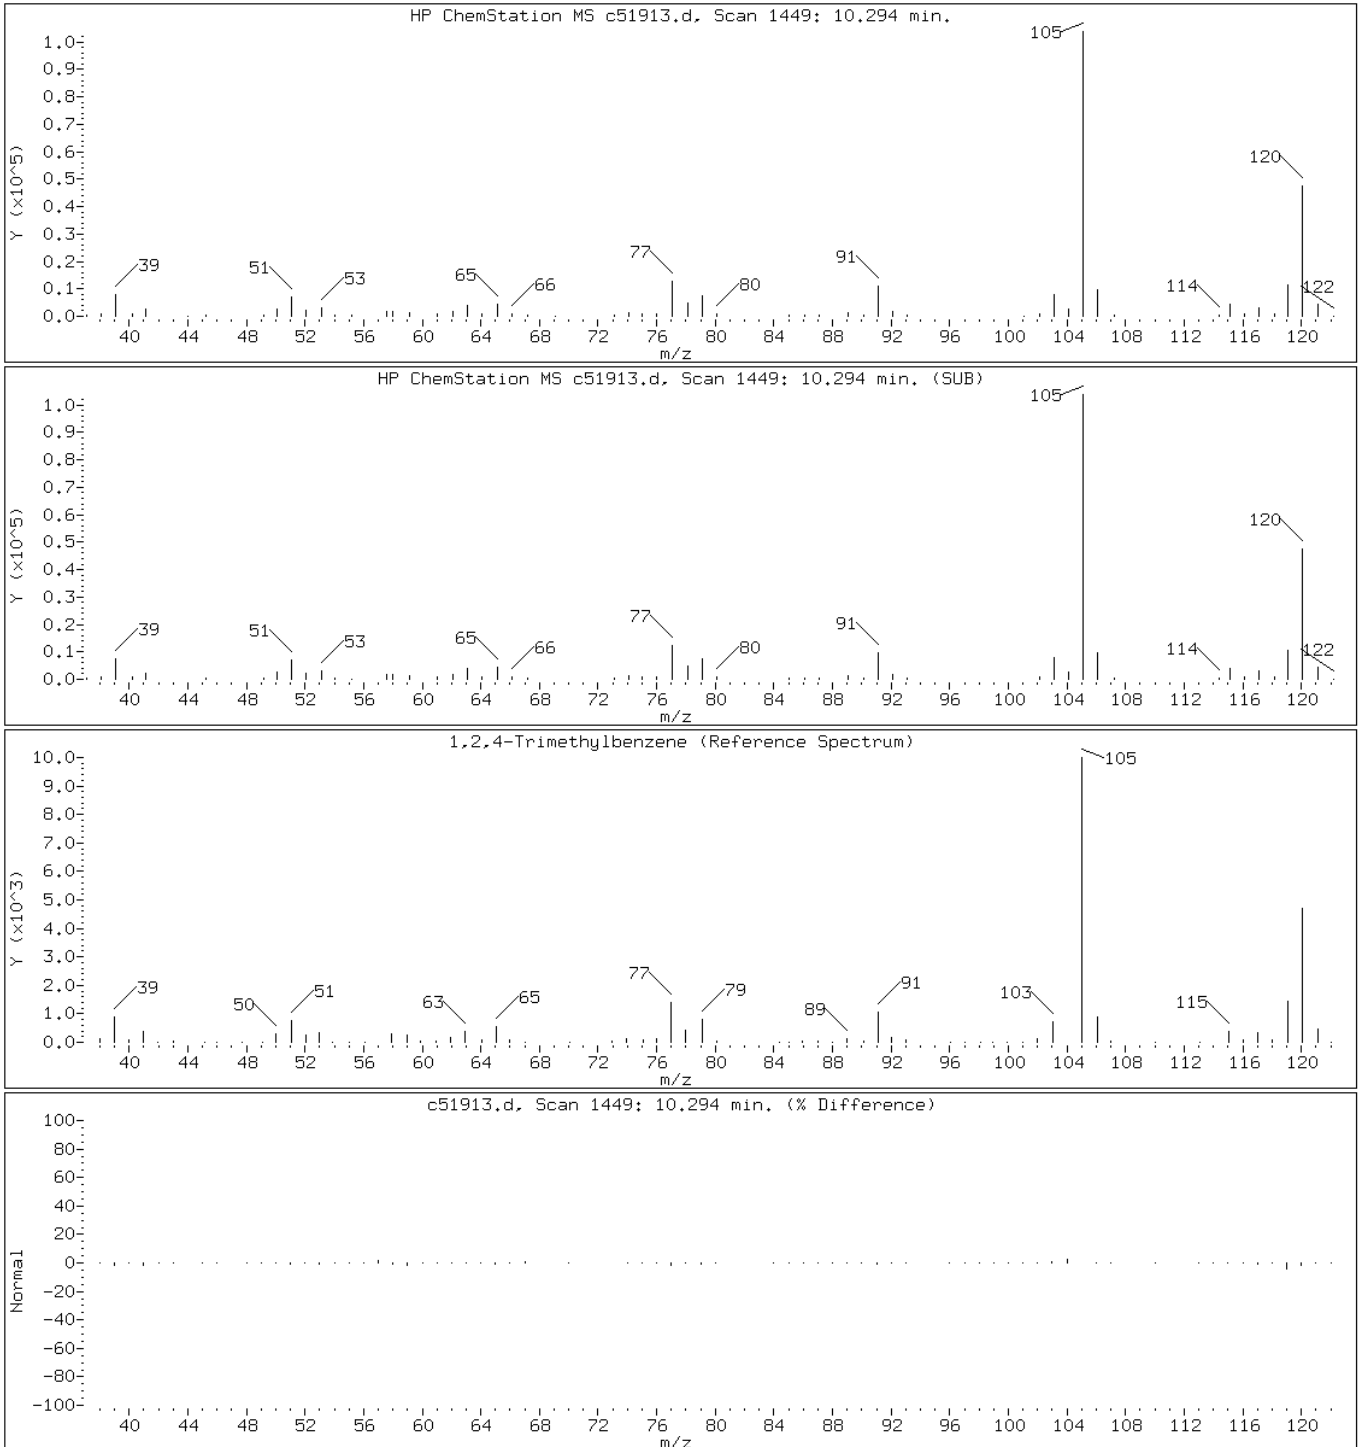 HP ChemStation MS c51913.d, Scan 1449: 10.294 min.
Y (x10^5)
1.0
0.9
0.8
0.7
0.6
0.5
0.4
0.3
0.2
0.1
0.0
39 51 53 65 66 77 80 91 105 114 120 122
40 44 48 52 56 60 64 68 72 76 80 84 88 92 96 100 104 108 112 116 120
m/z
HP ChemStation MS c51913.d, Scan 1449: 10.294 min. (SUB)
Y (x10^5)
1.0
0.9
0.8
0.7
0.6
0.5
0.4
0.3
0.2
0.1
0.0
39 51 53 65 66 77 80 91 105 114 120 122
40 44 48 52 56 60 64 68 72 76 80 84 88 92 96 100 104 108 112 116 120
m/z
1,2,4-Trimethylbenzene (Reference Spectrum)
Y (x10^3)
10.0
9.0
8.0
7.0
6.0
5.0
4.0
3.0
2.0
1.0
0.0
39 50 51 63 65 77 79 89 91 103 105 115
40 44 48 52 56 60 64 68 72 76 80 84 88 92 96 100 104 108 112 116 120
m/z
c51913.d, Scan 1449: 10.294 min. (% Difference)
Normal
100
80
60
40
20
0
-20
-40
-60
-80
-100
40 44 48 52 56 60 64 68 72 76 80 84 88 92 96 100 104 108 112 116 120
m/z